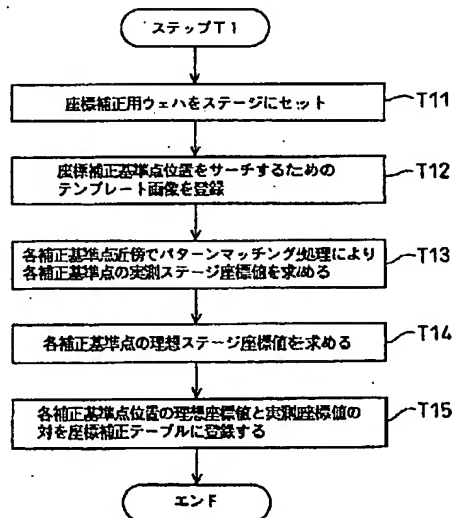 ステップT1
座標補正用ウェハをステージにセット
T11
座標補正基準点位置をサーチするための
テンプレート画像を登録
T12
各補正基準点近傍でパターンマッチング処理により
各補正基準点の実測ステージ座標値を求める
T13
各補正基準点の理想ステージ座標値を求める
T14
各補正基準点位置の理想座標値と実測座標値の
対を座標補正テーブルに登録する
T15
エンド